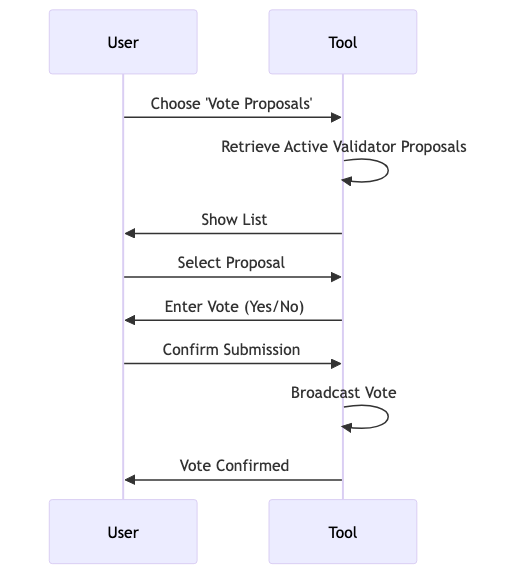 User
Tool
Choose 'Vote Proposals'
Retrieve Active Validator Proposals
Show List
Select Proposal
Enter Vote (Yes/No)
Confirm Submission
Broadcast Vote
Vote Confirmed
User
Tool